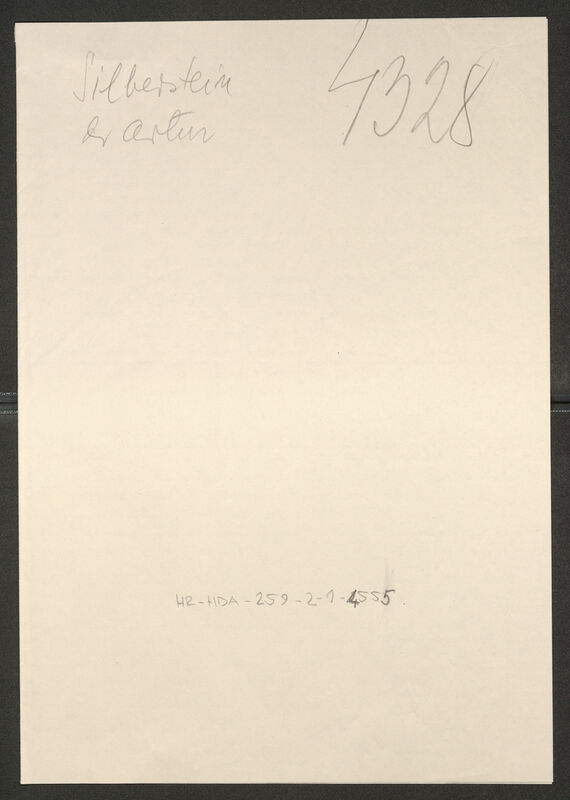 Silberstein
dr Artur
4328
HR-HDA-259-2-1-4555.